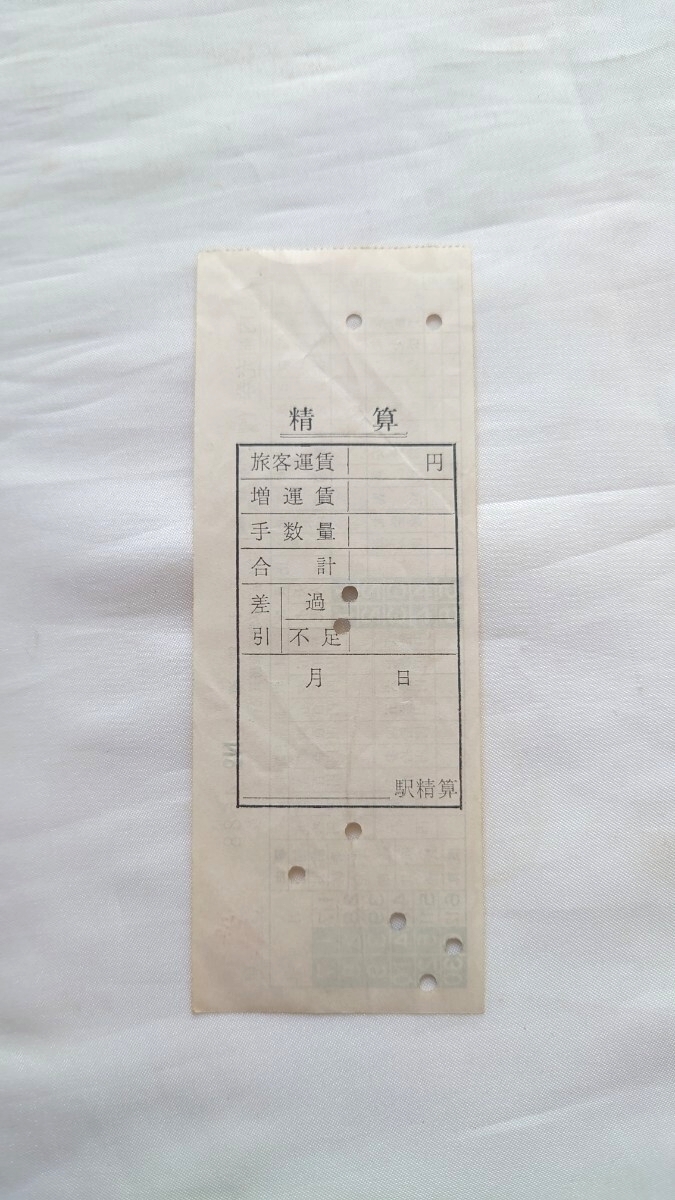 精算
旅客運賃 円
増運賃
手数量
合計
差引 過
不足
月 日
駅精算